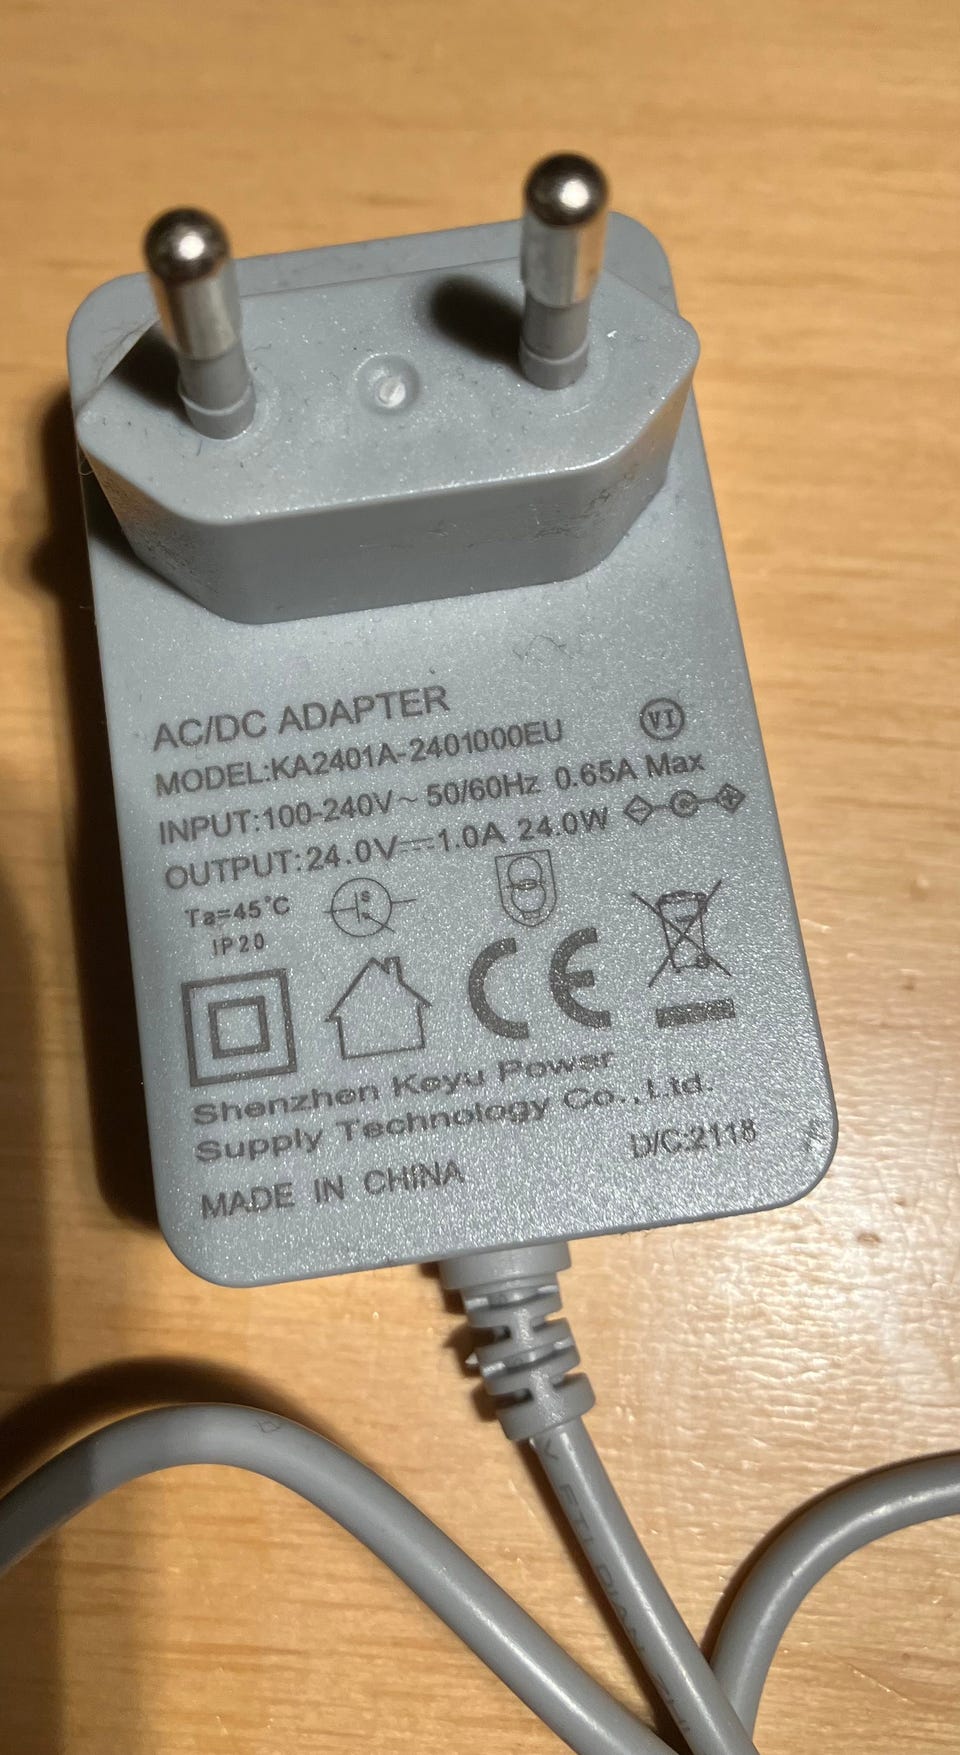 AC/DC ADAPTER
MODEL:KA2401A-2401000EU
VI
INPUT:100-240V~ 50/60Hz 0.65A Max
OUTPUT:24.0V⎓1.0A 24.0W
Ta=45°C
IP20
S
CE
Shenzhen Keyu Power
Supply Technology Co.,Ltd.
D/C:2118
MADE IN CHINA